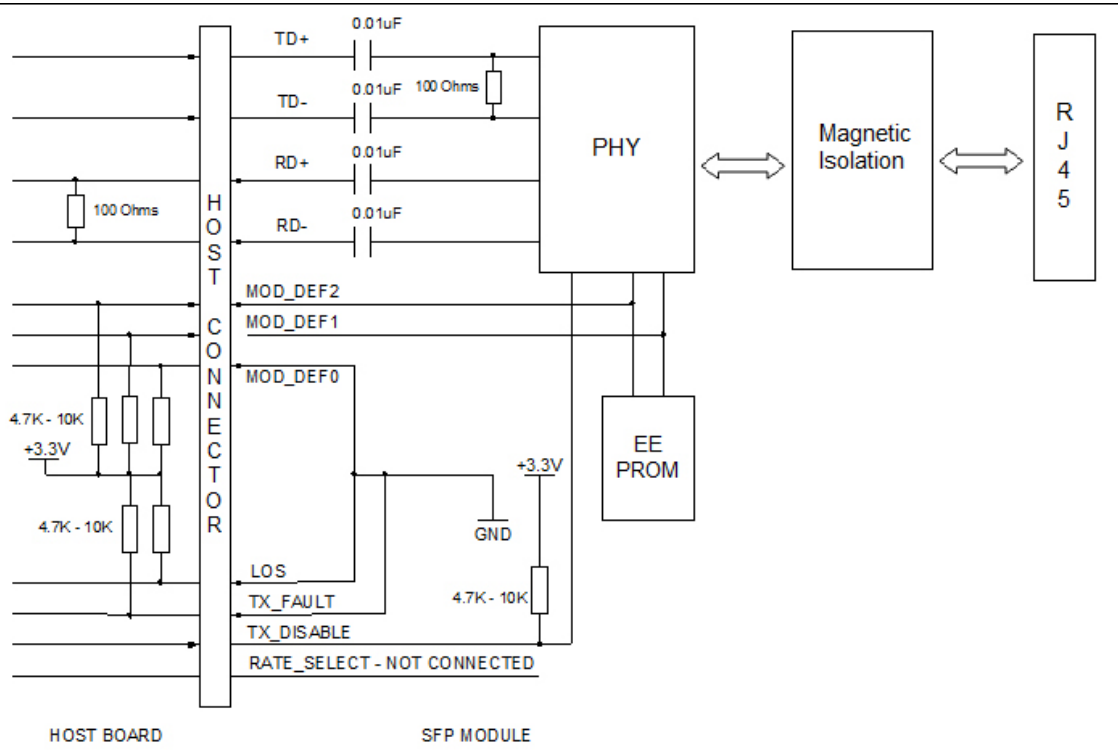 0.01uF
TD+
0.01uF
100 Ohms
TD-
0.01uF
RD+
100 Ohms
0.01uF
RD-
PHY
Magnetic
Isolation
R
J
4
5
H
O
S
T
C
O
N
N
E
C
T
O
R
MOD_DEF2
MOD_DEF1
MOD_DEF0
4.7K - 10K
+3.3V
4.7K - 10K
EE
PROM
+3.3V
GND
4.7K - 10K
LOS
TX_FAULT
TX_DISABLE
RATE_SELECT - NOT CONNECTED
HOST BOARD
SFP MODULE